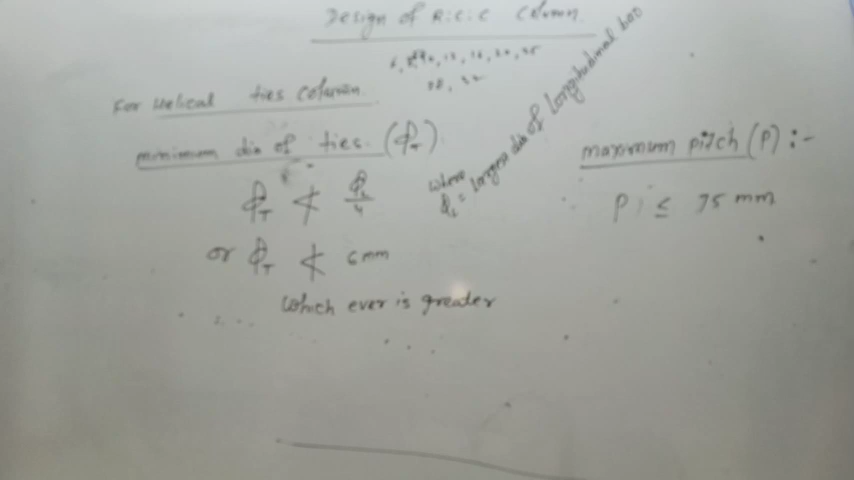 Design of R.C.C Column
6, 8, 10, 12, 16, 20, 25
28, 32
For Helical ties column.
minimum dia of ties. (ϕT)
ϕT ≮ ϕL/4
where
ϕL = largest dia of longitudinal bar
or ϕT ≮ 6mm
which ever is greater
maximum pitch (P) :-
P ≤ 75 mm